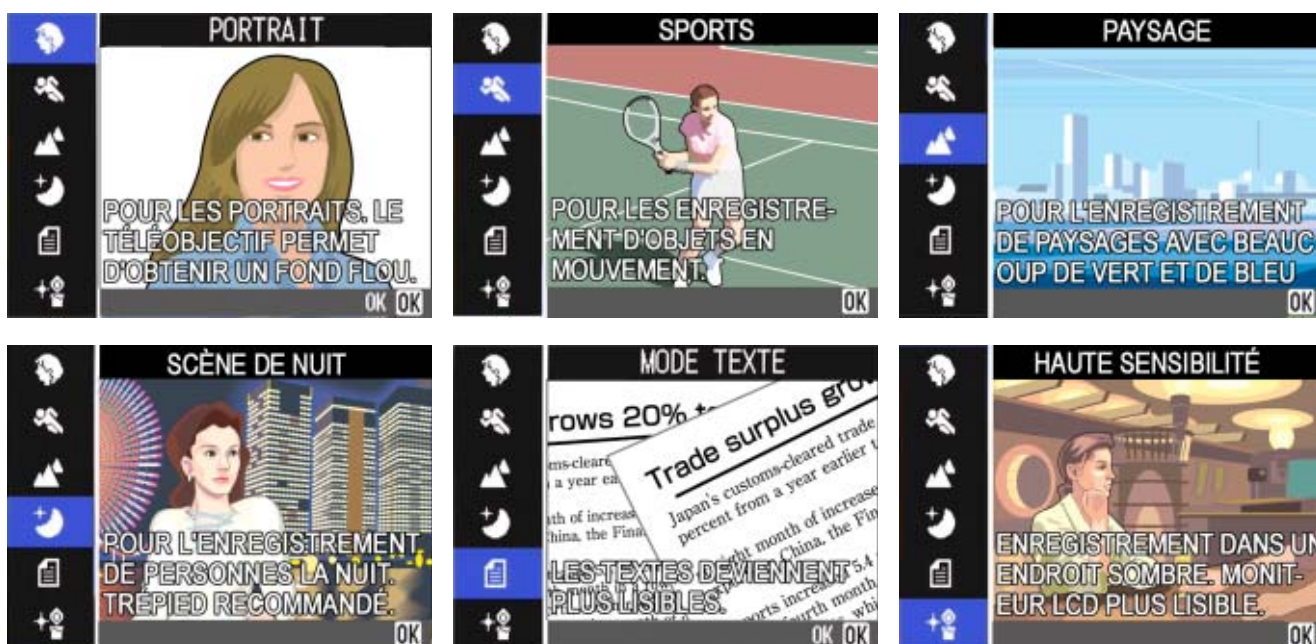 PORTRAIT
POUR LES PORTRAITS. LE
TÉLÉOBJECTIF PERMET
D'OBTENIR UN FOND FLOU.
OK OK
SPORTS
POUR LES ENREGISTRE-
MENT D'OBJETS EN
MOUVEMENT.
OK
PAYSAGE
POUR L'ENREGISTREMENT
DE PAYSAGES AVEC BEAUC
OUP DE VERT ET DE BLEU
OK
SCÈNE DE NUIT
POUR L'ENREGISTREMENT
DE PERSONNES LA NUIT.
TRÉPIED RECOMMANDÉ.
OK
MODE TEXTE
rows 20%
Trade surplus
Japan's customs-cleared trade
percent from a year earlier
a year
month of increase
China, the
LES TEXTES DEVIENNENT
PLUS LISIBLES.
OK OK
HAUTE SENSIBILITÉ
ENREGISTREMENT DANS UN
ENDROIT SOMBRE. MONIT-
EUR LCD PLUS LISIBLE.
OK